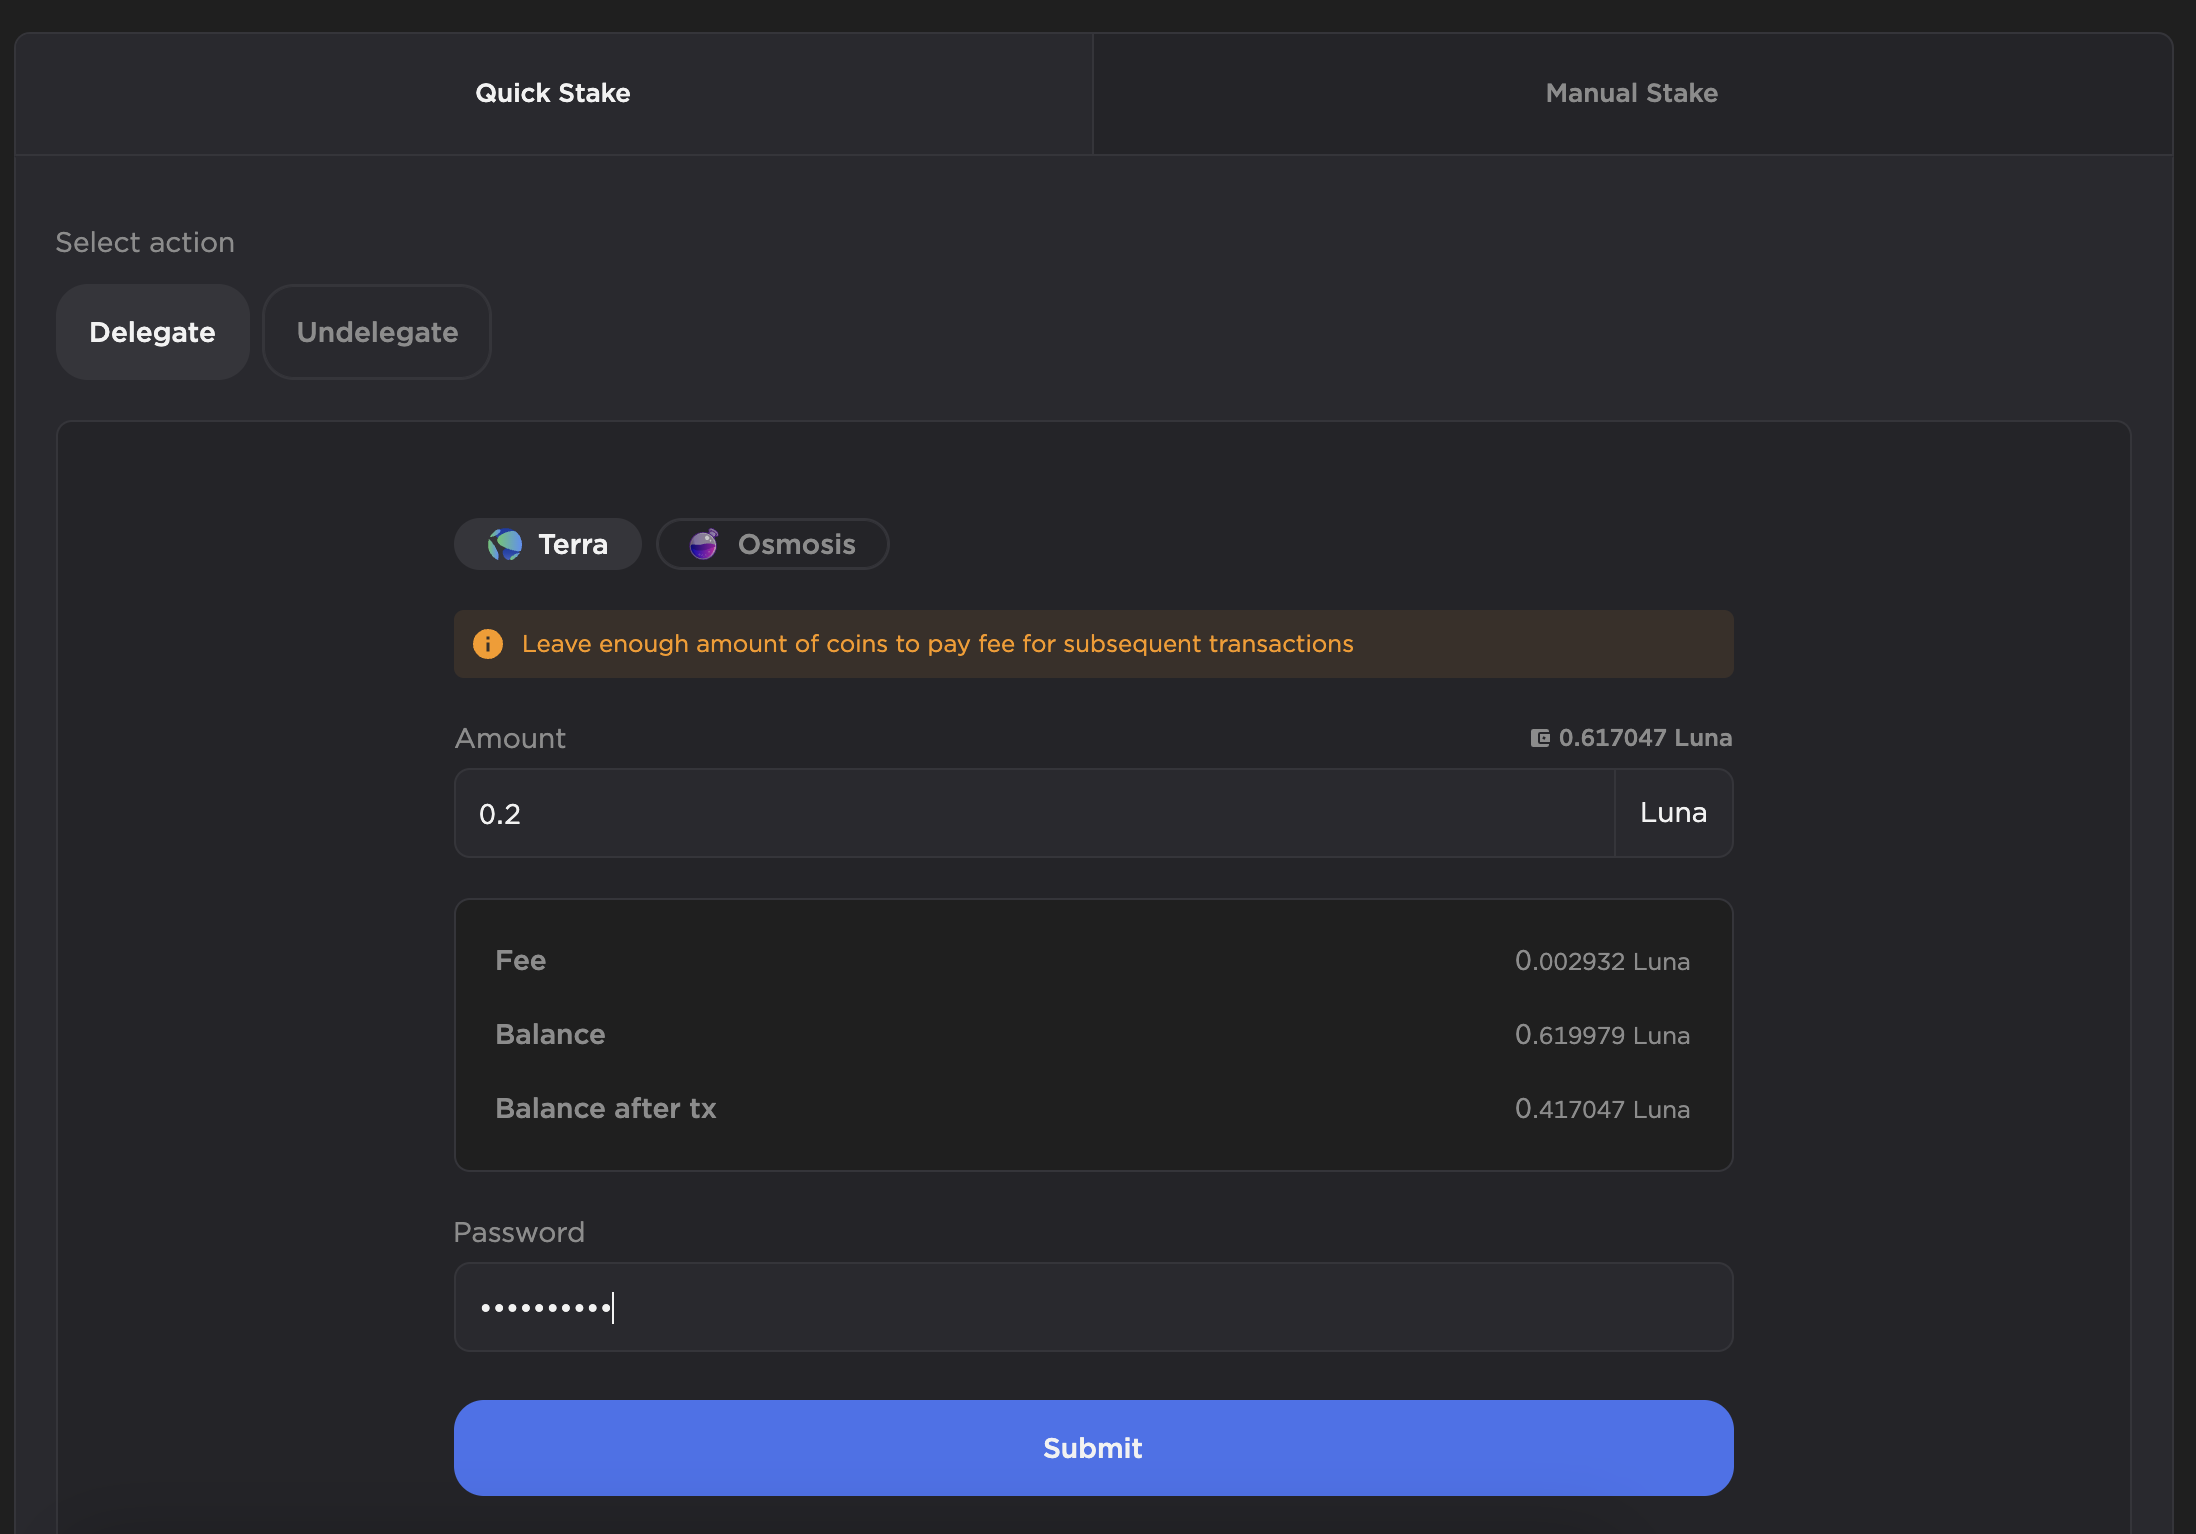 Quick Stake
Manual Stake
Select action
Delegate
Undelegate
Terra
Osmosis
Leave enough amount of coins to pay fee for subsequent transactions
Amount
0.617047 Luna
0.2
Luna
Fee
0.002932 Luna
Balance
0.619979 Luna
Balance after tx
0.417047 Luna
Password
••••••••••
Submit